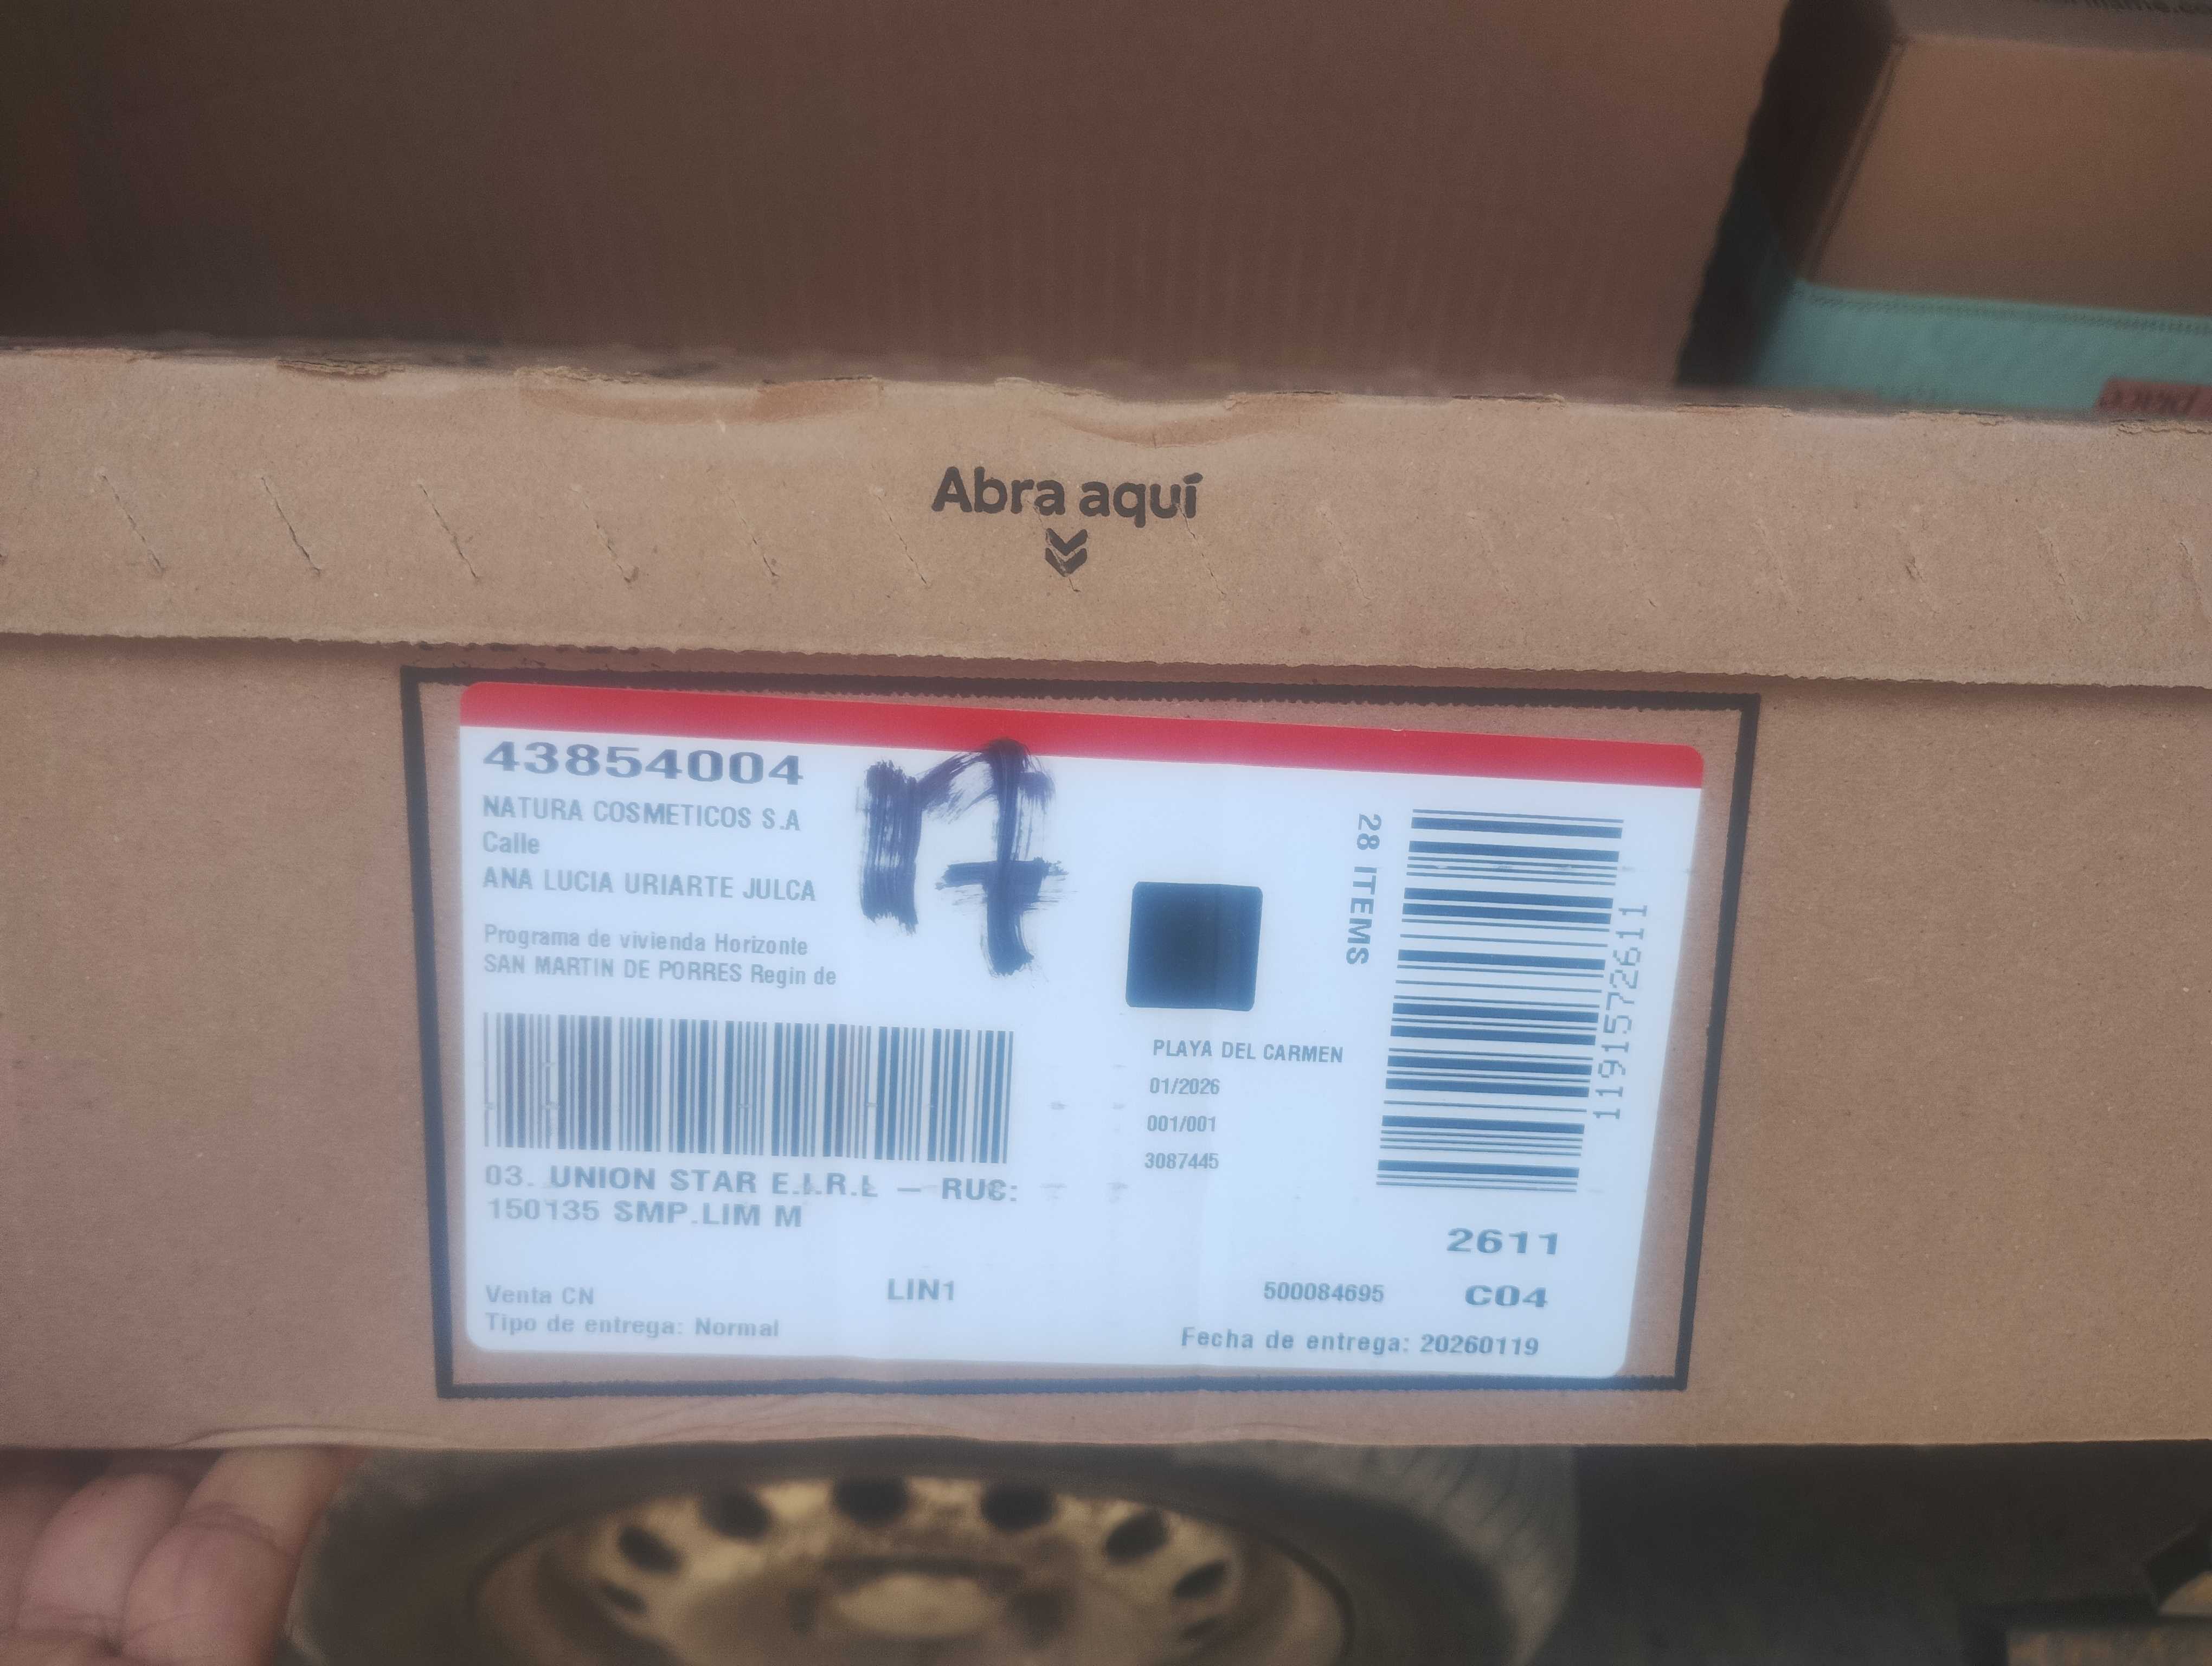 Abra aquí
43854004
NATURA COSMETICOS S.A
Calle
ANA LUCIA URIARTE JULCA
Programa de vivienda Horizonte
SAN MARTIN DE PORRES Regin de
17
28 ITEMS
1191572611
PLAYA DEL CARMEN
01/2026
001/001
3087445
03. UNION STAR E.I.R.L – RUC:
150135 SMP.LIM M
2611
Venta CN
LIN1
500084695
C04
Tipo de entrega: Normal
Fecha de entrega: 20260119